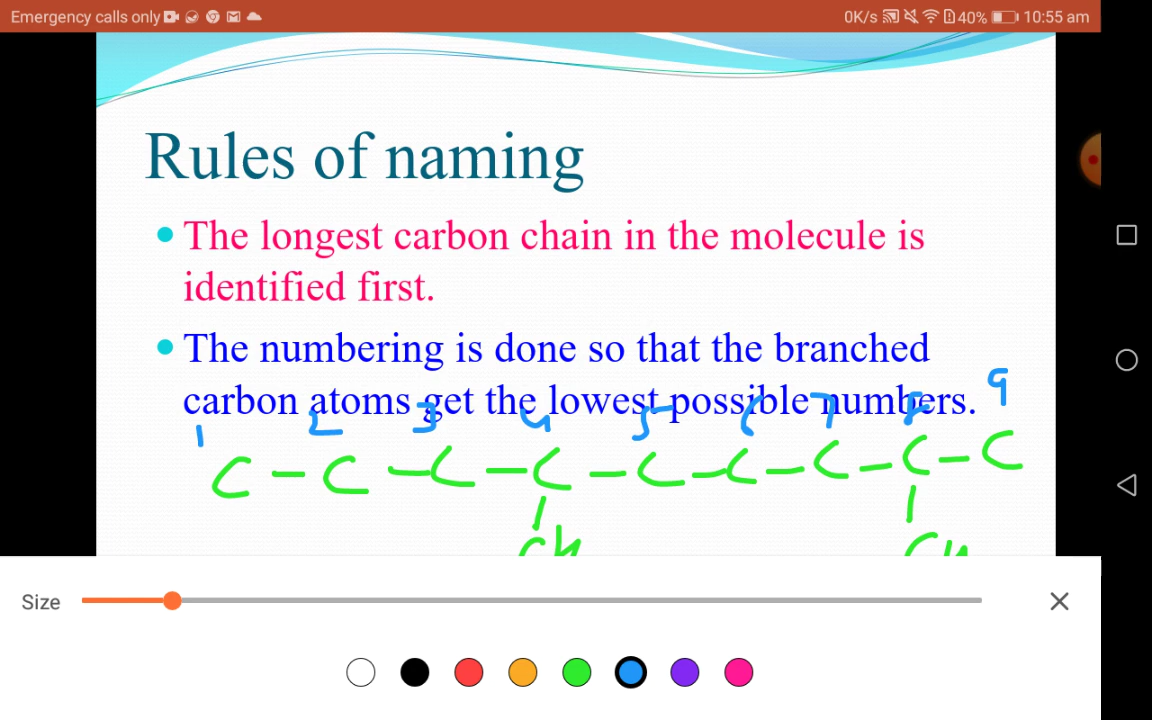 Emergency calls only 0K/s 40% 10:55 am
Rules of naming
The longest carbon chain in the molecule is
identified first.
The numbering is done so that the branched
carbon atoms get the lowest possible numbers.
1 2 3 4 5 6 7 8 9
C - C - C - C - C - C - C - C - C
Size